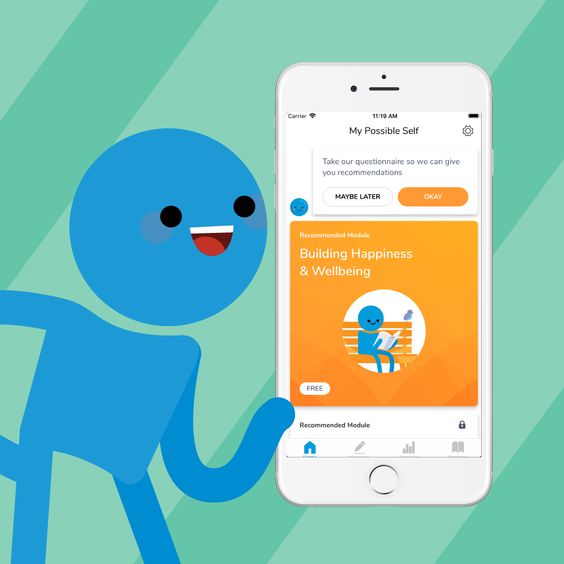 Carrier 11:19 AM
My Possible Self
Take our questionnaire so we can give
you recommendations
MAYBE LATER OKAY
Recommended Module
Building Happiness
& Wellbeing
FREE
Recommended Module